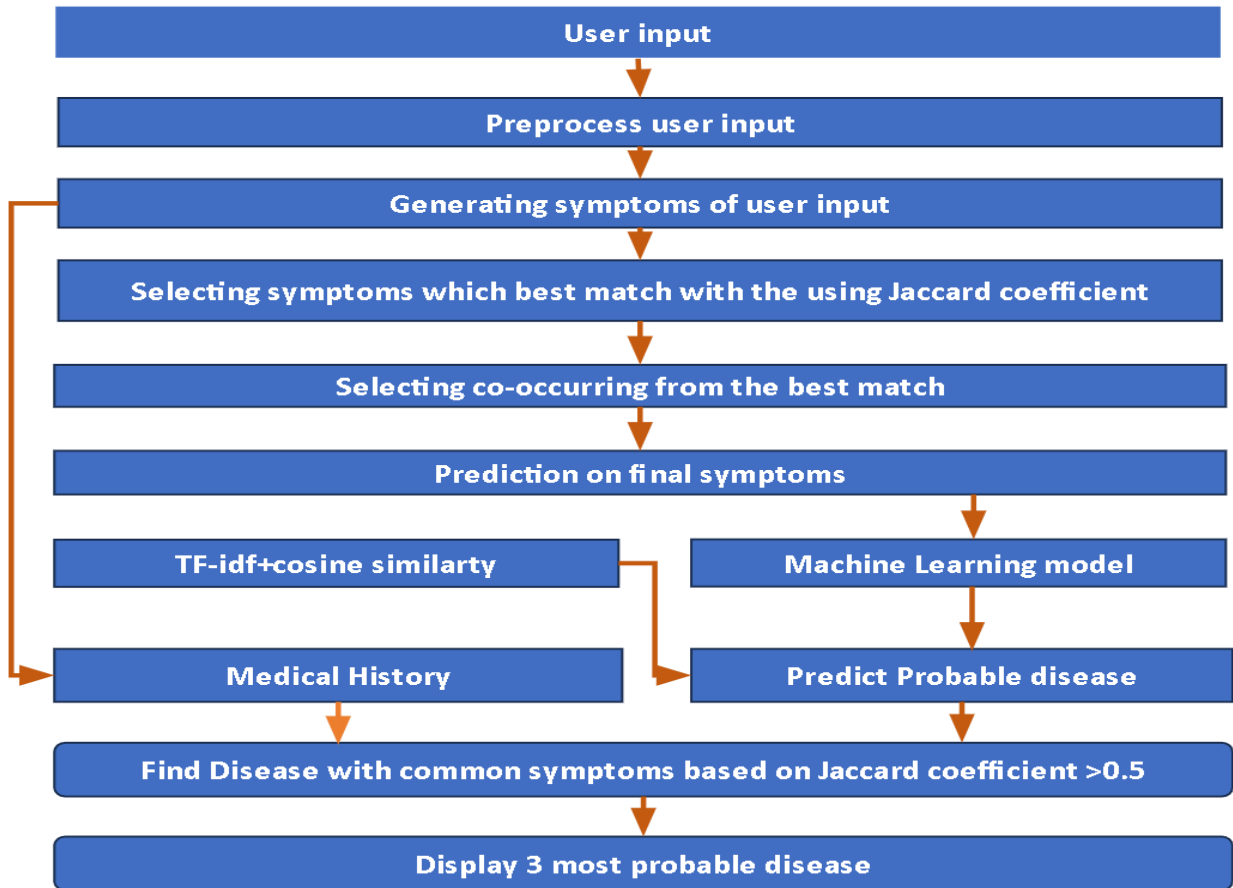 User input
Preprocess user input
Generating symptoms of user input
Selecting symptoms which best match with the using Jaccard coefficient
Selecting co-occurring from the best match
Prediction on final symptoms
TF-idf+cosine similarty
Machine Learning model
Medical History
Predict Probable disease
Find Disease with common symptoms based on Jaccard coefficient >0.5
Display 3 most probable disease